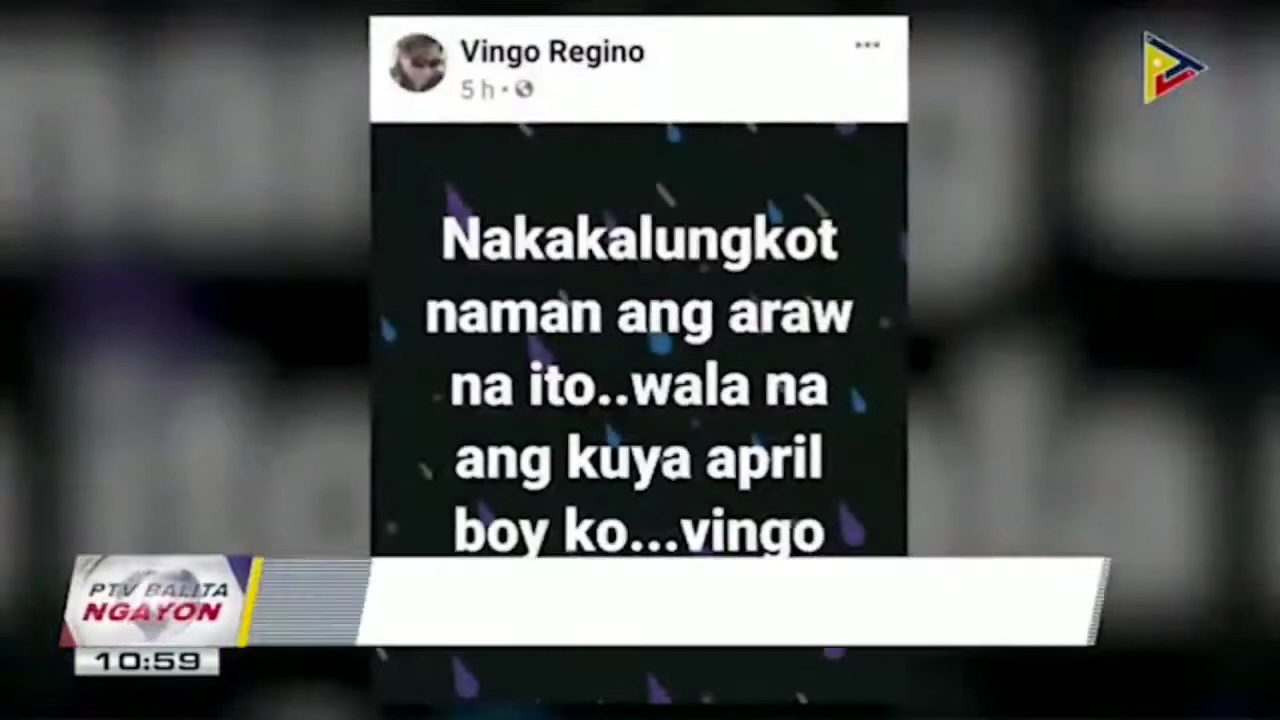 Vingo Regino
5 h
Nakakalungkot
naman ang araw
na ito..wala na
ang kuya april
boy ko...vingo
PTV BALITA
NGAYON
10:59